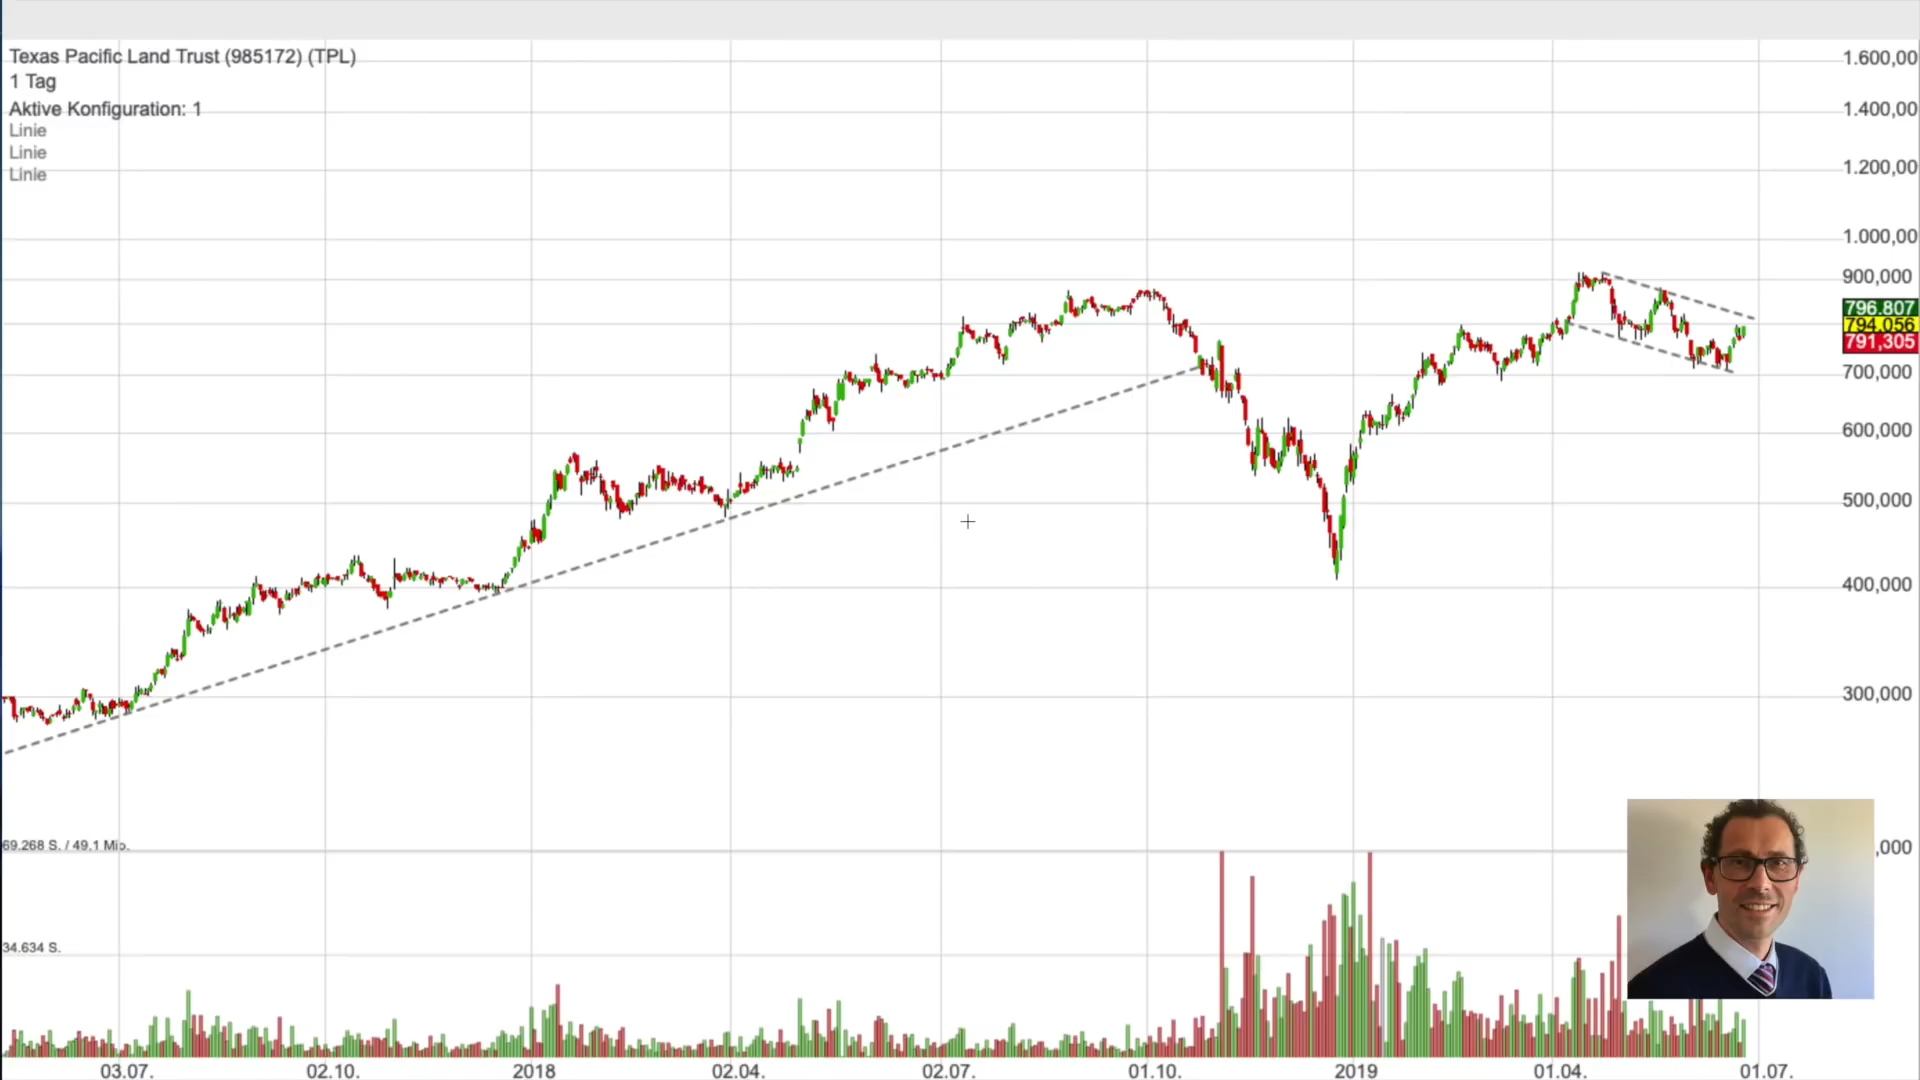 Texas Pacific Land Trust (985172) (TPL)
1 Tag
Aktive Konfiguration: 1
Linie
Linie
Linie
1.600,00
1.400,00
1.200,00
1.000,00
900,000
796.807
794.056
791,305
700,000
600,000
500,000
400,000
300,000
69.268 S. / 49.1 Mio.
,000
34.634 S.
03.07. 02.10. 2018 02.04. 02.07. 01.10. 2019 01.04. 01.07.